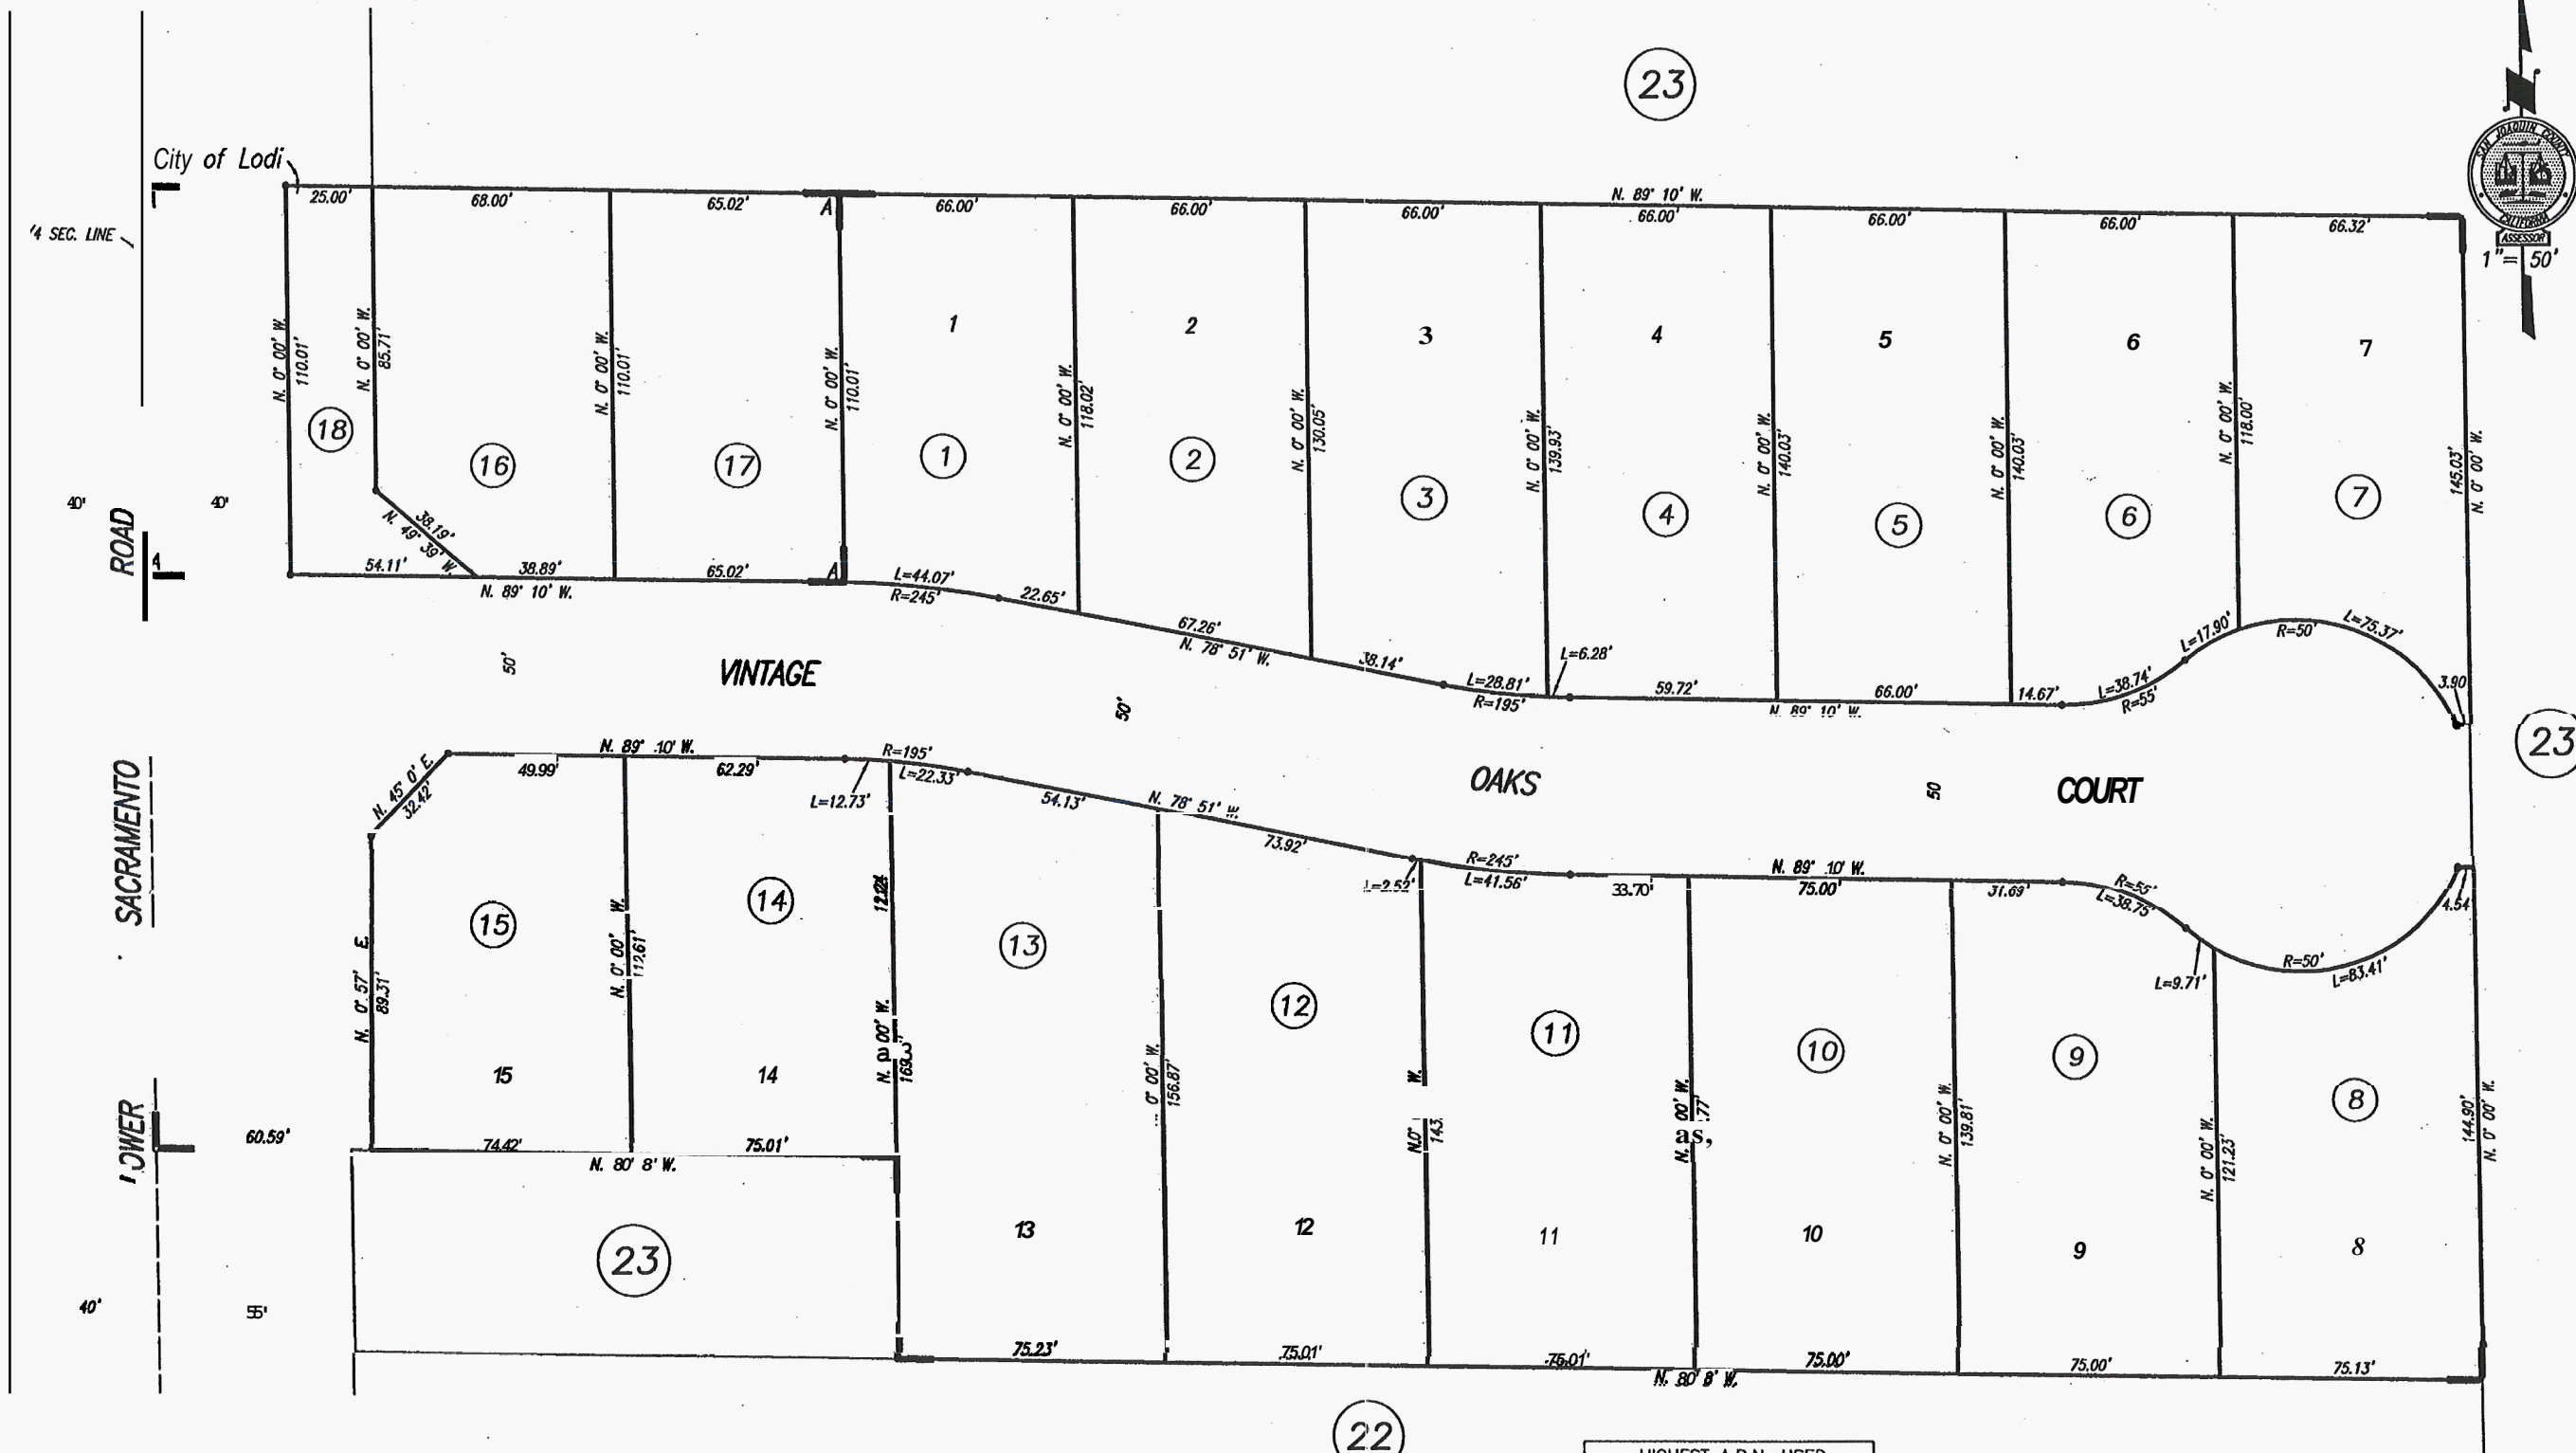 23
City of Lodi
SAN JOAQUIN COUNTY
CALIFORNIA
ASSESSOR
1"= 50'
'4 SEC. LINE
N. 89° 10' W.
25.00'
68.00'
65.02'
A
66.00'
66.00'
66.00'
66.00'
66.00'
66.00'
66.32'
1
2
3
4
5
6
7
N. 0° 00' W.
110.01'
N. 0° 00' W.
85.71'
N. 0° 00' W.
110.01'
N. 0° 00' W.
110.01'
N. 0° 00' W.
118.02'
N. 0° 00' W.
130.05'
N. 0° 00' W.
139.93'
N. 0° 00' W.
140.03'
N. 0° 00' W.
140.03'
N. 0° 00' W.
118.00'
145.03'
N. 0° 00' W.
18
16
17
1
2
3
4
5
6
7
40'
40'
ROAD
4
38.19'
N. 49° 39' W.
54.11'
38.89'
65.02'
A
N. 89° 10' W.
L=44.07'
R=245'
22.65'
67.26'
N. 78° 51' W.
38.14'
L=28.81'
R=195'
L=6.28'
59.72'
N. 89° 10' W.
66.00'
14.67'
L=38.74'
R=55'
L=17.90'
R=50'
L=75.37'
3.90
50'
VINTAGE
50'
OAKS
50
COURT
23
SACRAMENTO
N. 45' 0' E.
32.42'
N. 89° 10' W.
49.99'
62.29'
R=195'
L=22.33'
L=12.73'
54.13'
N. 78° 51' W.
73.92'
L=2.52'
R=245'
L=41.56'
33.70'
N. 89° 10' W.
75.00'
31.69'
R=55'
L=38.75'
L=9.71'
R=50'
L=83.41'
4.54
15
14
13
12
11
10
9
8
N. 0° 57' E.
89.31'
N. 0° 00' W.
112.61'
00' W.
0° 00' W.
156.87'
W.
143
N. 00' W.
.77'
as,
N. 0° 00' W.
139.81'
N. 0° 00' W.
121.23'
144.90'
N. 0° 00' W.
15
14
60.59'
74.42'
75.01'
N. 80' 8' W.
13
12
11
10
9
8
23
40'
55'
75.23'
75.01'
75.01'
75.00'
75.00'
75.13'
N. 80' 8' W.
22